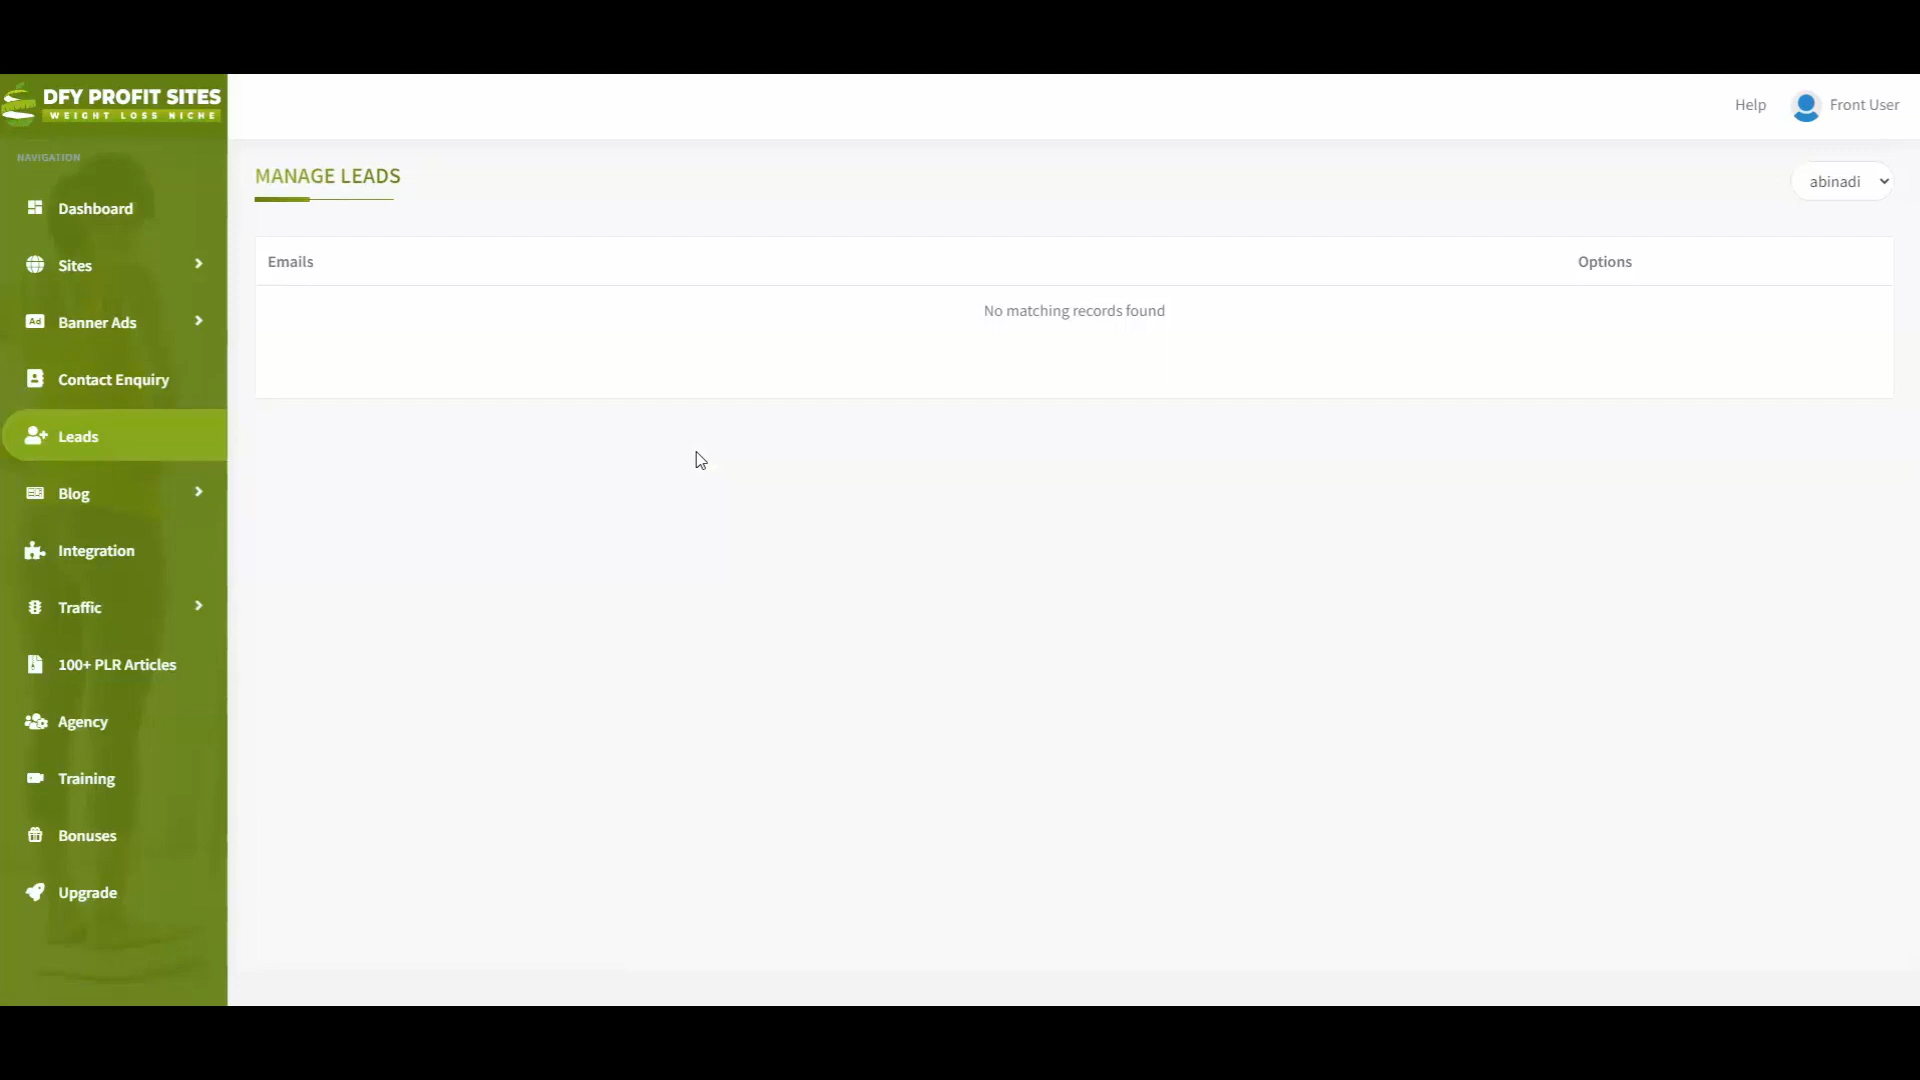 DFY PROFIT SITES
WEIGHT LOSS NICHE
Help
Front User
NAVIGATION
Dashboard
Sites
Banner Ads
Ad
Contact Enquiry
Leads
Blog
Integration
Traffic
100+ PLR Articles
Agency
Training
Bonuses
Upgrade
MANAGE LEADS
abinadi
Emails
Options
No matching records found